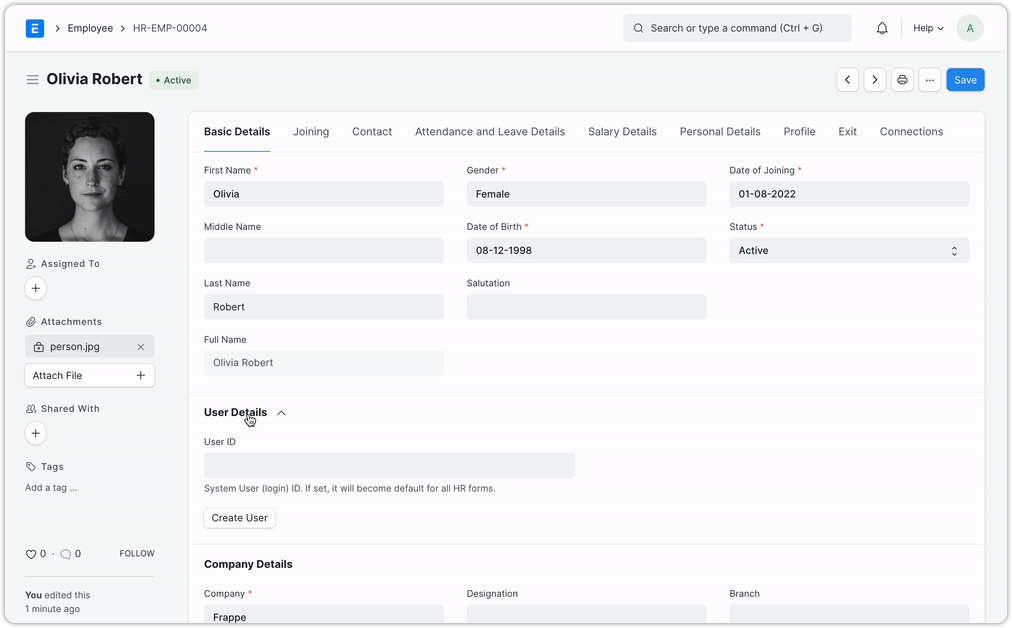 E > Employee > HR-EMP-00004
Search or type a command (Ctrl + G)
Help
A
Olivia Robert
• Active
...
Save
Assigned To
+
Attachments
person.jpg ×
Attach File +
Shared With
+
Tags
Add a tag ...
0 · 0 FOLLOW
You edited this
1 minute ago
Basic Details Joining Contact Attendance and Leave Details Salary Details Personal Details Profile Exit Connections
First Name * Gender * Date of Joining *
Olivia Female 01-08-2022
Middle Name Date of Birth * Status *
08-12-1998 Active
Last Name Salutation
Robert
Full Name
Olivia Robert
User Details
User ID
System User (login) ID. If set, it will become default for all HR forms.
Create User
Company Details
Company * Designation Branch
Frappe